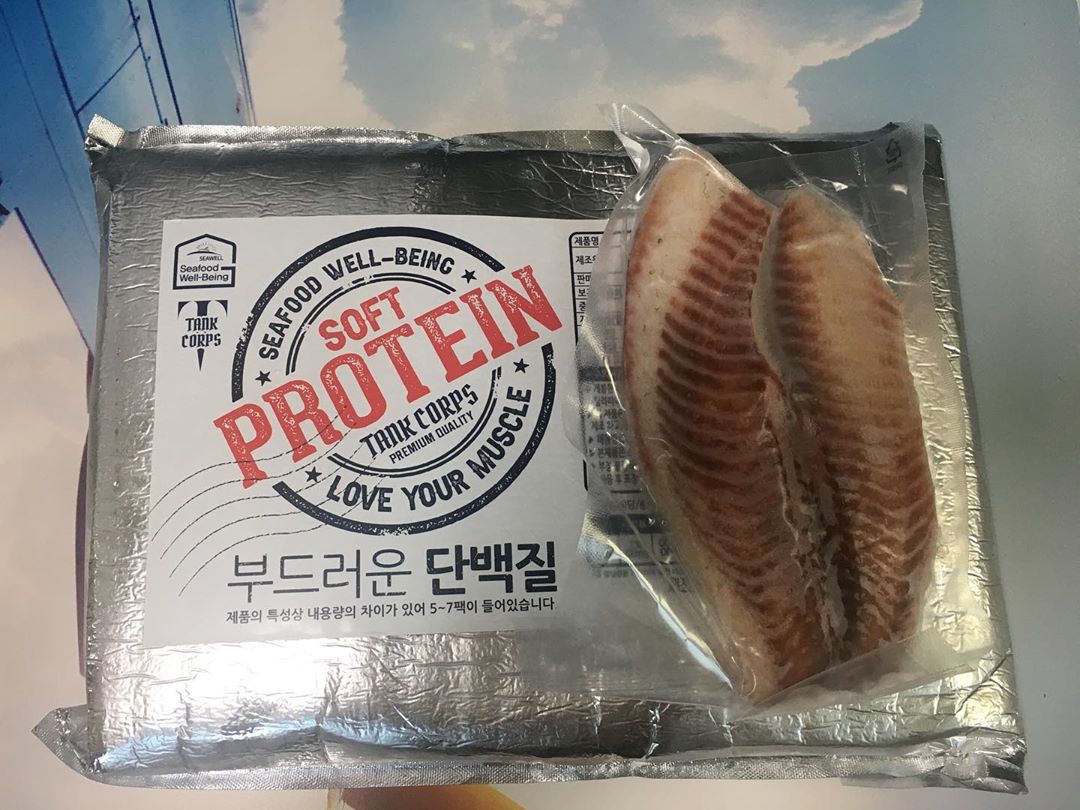 SEAWELL
Seafood
Well-Being
TANK
CORPS
SEAFOOD WELL-BEING
SOFT
PROTEIN
TANK CORPS
PREMIUM QUALITY
LOVE YOUR MUSCLE
부드러운 단백질
제품의 특성상 내용량의 차이가 있어 5~7팩이 들어있습니다.
제품명